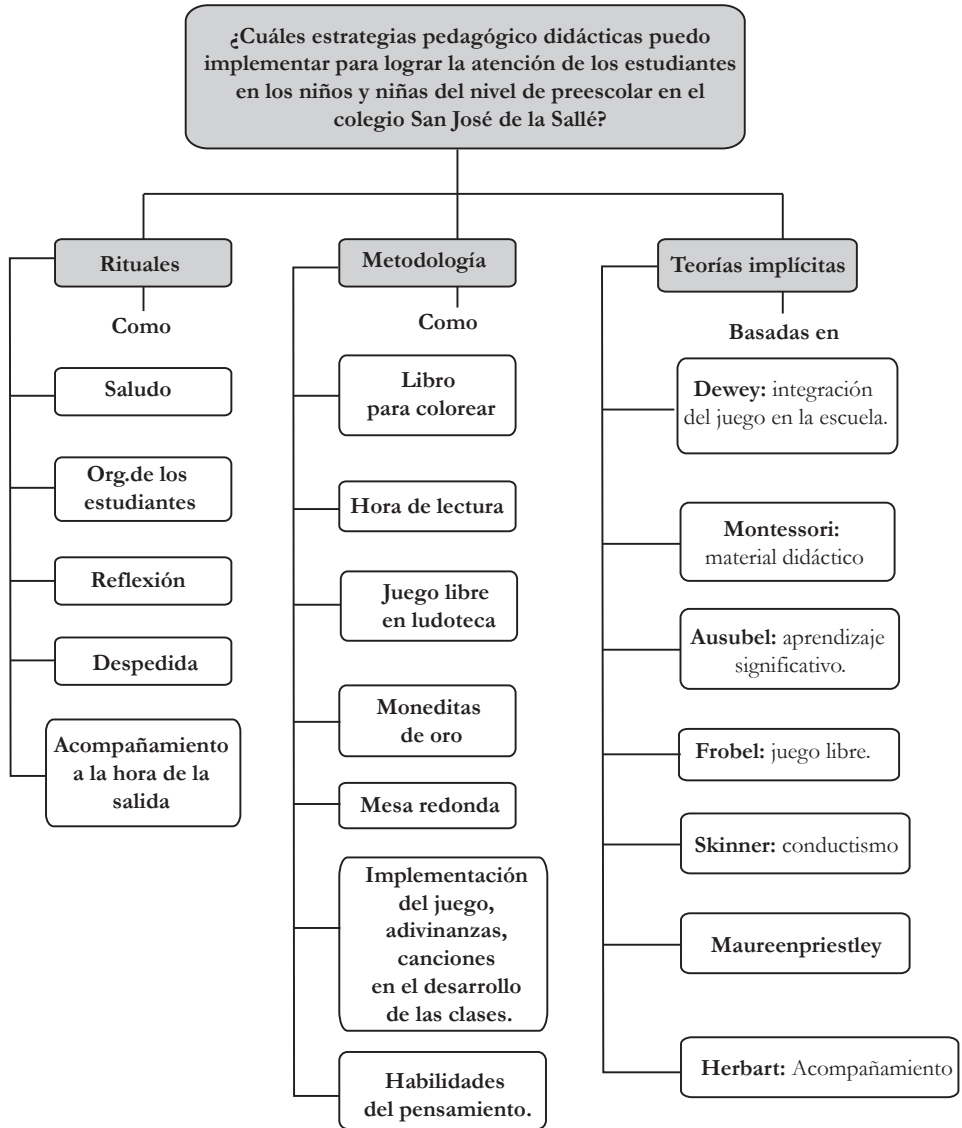 ¿Cuáles estrategias pedagógico didácticas puedo
implementar para lograr la atención de los estudiantes
en los niños y niñas del nivel de preescolar en el
colegio San José de la Sallé?
Rituales
Como
Saludo
Org.de los
estudiantes
Reflexión
Despedida
Acompañamiento
a la hora de la
salida
Metodología
Como
Libro
para colorear
Hora de lectura
Juego libre
en ludoteca
Moneditas
de oro
Mesa redonda
Implementación
del juego,
adivinanzas,
canciones
en el desarrollo
de las clases.
Habilidades
del pensamiento.
Teorías implícitas
Basadas en
Dewey: integración
del juego en la escuela.
Montessori:
material didáctico
Ausubel: aprendizaje
significativo.
Frobel: juego libre.
Skinner: conductismo
Maureenpriestley
Herbart: Acompañamiento